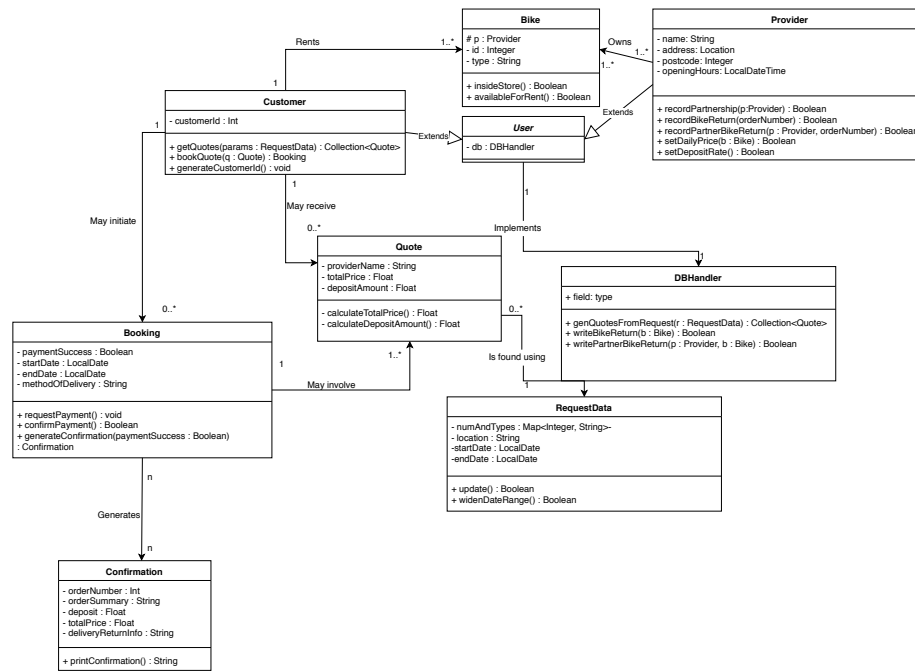 Bike
# p : Provider
- id : Integer
- type : String
+ insideStore() : Boolean
+ availableForRent() : Boolean
Provider
- name: String
- address: Location
- postcode: Integer
- openingHours: LocalDateTime
+ recordPartnership(p:Provider) : Boolean
+ recordBikeReturn(orderNumber) : Boolean
+ recordPartnerBikeReturn(p : Provider, orderNumber) : Boolean
+ setDailyPrice(b : Bike) : Boolean
+ setDepositRate() : Boolean
Rents
1..*
1
Owns
1..*
1..*
Customer
- customerId : Int
+ getQuotes(params : RequestData) : Collection<Quote>
+ bookQuote(q : Quote) : Booking
+ generateCustomerId() : void
Extends
Extends
User
- db : DBHandler
1
May initiate
0..*
1
May receive
0..*
1
Implements
1
Quote
- providerName : String
- totalPrice : Float
- depositAmount : Float
- calculateTotalPrice() : Float
- calculateDepositAmount() : Float
DBHandler
+ field: type
+ genQuotesFromRequest(r : RequestData) : Collection<Quote>
+ writeBikeReturn(b : Bike) : Boolean
+ writePartnerBikeReturn(p : Provider, b : Bike) : Boolean
0..*
Is found using
1
Booking
- paymentSuccess : Boolean
- startDate : LocalDate
- endDate : LocalDate
- methodOfDelivery : String
+ requestPayment() : void
+ confirmPayment() : Boolean
+ generateConfirmation(paymentSuccess : Boolean)
: Confirmation
1
May involve
1..*
RequestData
- numAndTypes : Map<Integer, String>-
- location : String
-startDate : LocalDate
-endDate : LocalDate
+ update() : Boolean
+ widenDateRange() : Boolean
n
Generates
n
Confirmation
- orderNumber : Int
- orderSummary : String
- deposit : Float
- totalPrice : Float
- deliveryReturnInfo : String
+ printConfirmation() : String